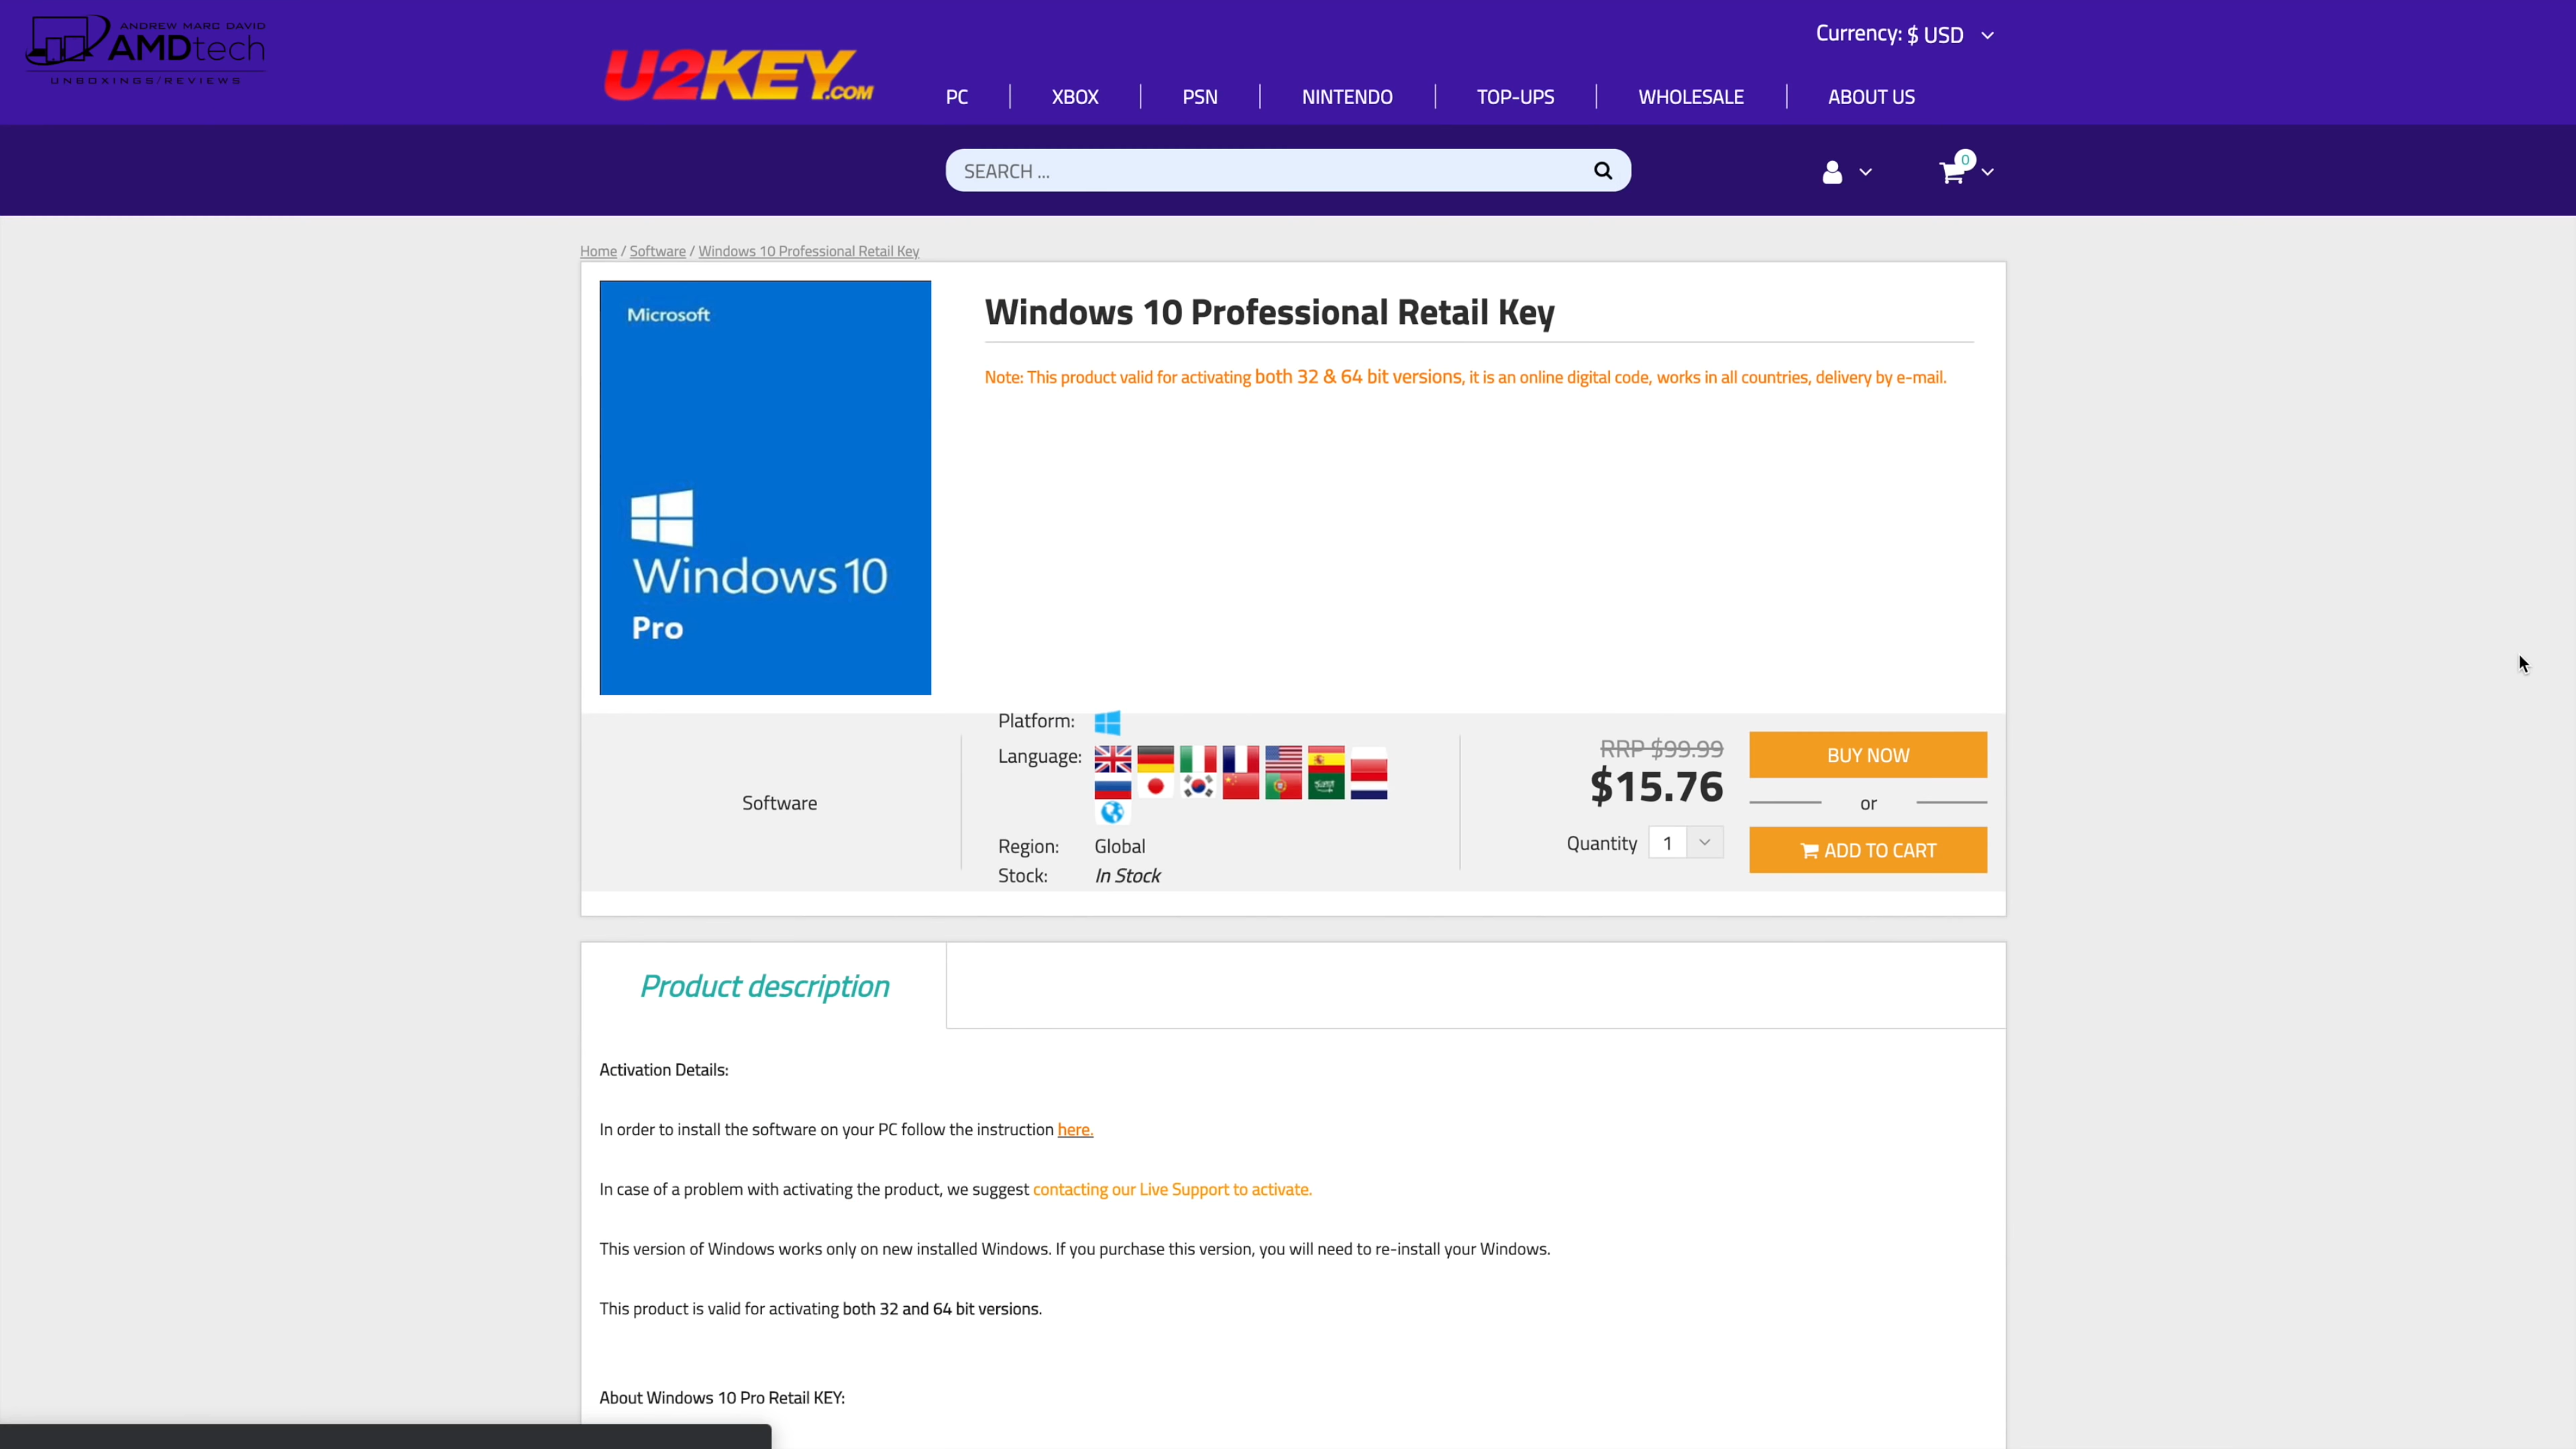 ANDREW MARC DAVID
AMDtech
UNBOXINGS/REVIEWS
Currency: $ USD
U2KEY.COM
PC
XBOX
PSN
NINTENDO
TOP-UPS
WHOLESALE
ABOUT US
SEARCH ...
0
Home / Software / Windows 10 Professional Retail Key
Microsoft
Windows 10
Pro
Windows 10 Professional Retail Key
Note: This product valid for activating both 32 & 64 bit versions, it is an online digital code, works in all countries, delivery by e-mail.
Software
Platform:
Language:
Region: Global
Stock: In Stock
RRP $99.99
$15.76
Quantity 1
BUY NOW
or
ADD TO CART
Product description
Activation Details:
In order to install the software on your PC follow the instruction here.
In case of a problem with activating the product, we suggest contacting our Live Support to activate.
This version of Windows works only on new installed Windows. If you purchase this version, you will need to re-install your Windows.
This product is valid for activating both 32 and 64 bit versions.
About Windows 10 Pro Retail KEY: